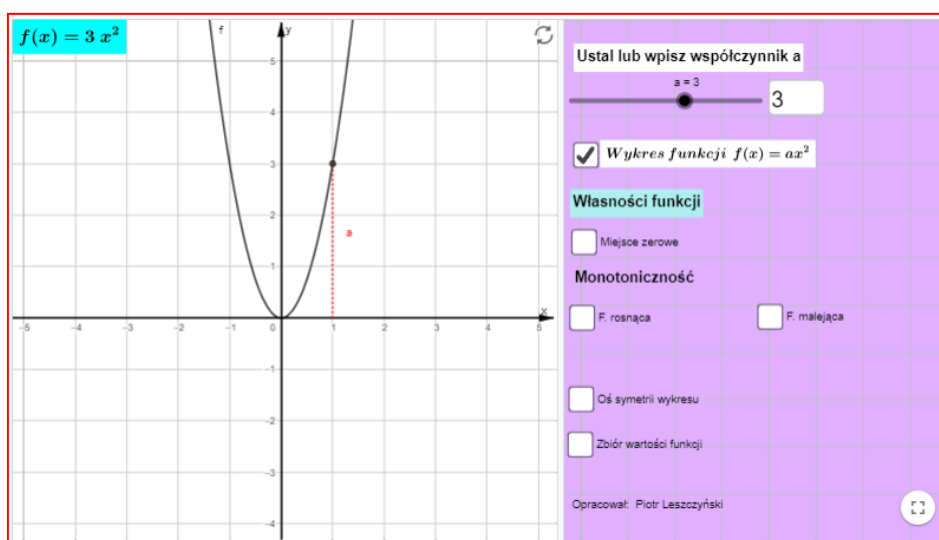 f(x) = 3 x²
f
y
5
4
3
2
1
a
x
-5 -4 -3 -2 -1 0 1 2 3 4 5
-1
-2
-3
-4
Ustal lub wpisz współczynnik a
a = 3
3
Wykres funkcji f(x) = ax²
Własności funkcji
Miejsce zerowe
Monotoniczność
F. rosnąca F. malejąca
Oś symetrii wykresu
Zbiór wartości funkcji
Opracował: Piotr Leszczyński